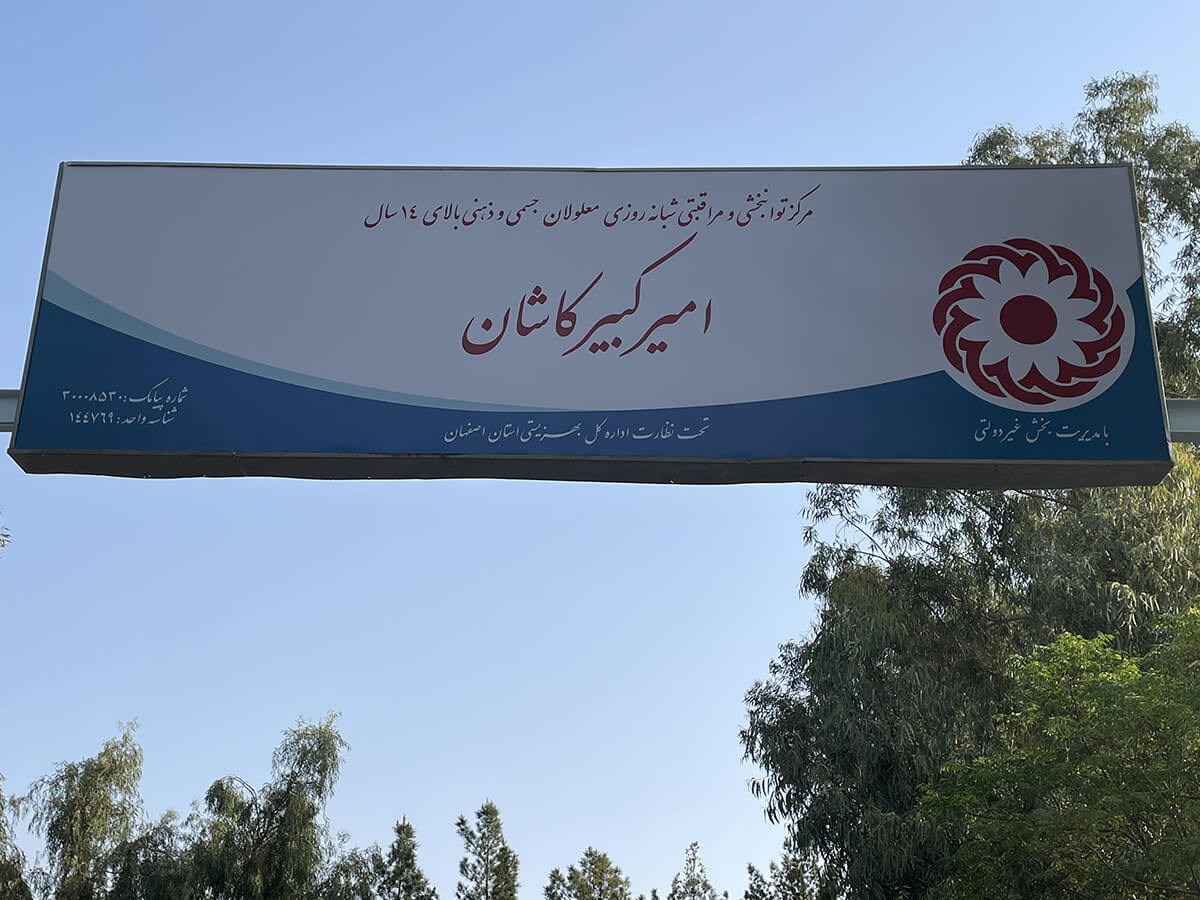 مرکز توانبخشی و مراقبتی شبانه روزی معلولان جسمی و ذهنی بالای ۱۴ سال
امیرکبیر کاشان
با مدیریت بخش غیردولتی
تحت نظارت اداره کل بهزیستی استان اصفهان
شماره پیامک: ۳۰۰۰۸۵۳۰
شناسه واحد: ۱۴۴۷۶۹